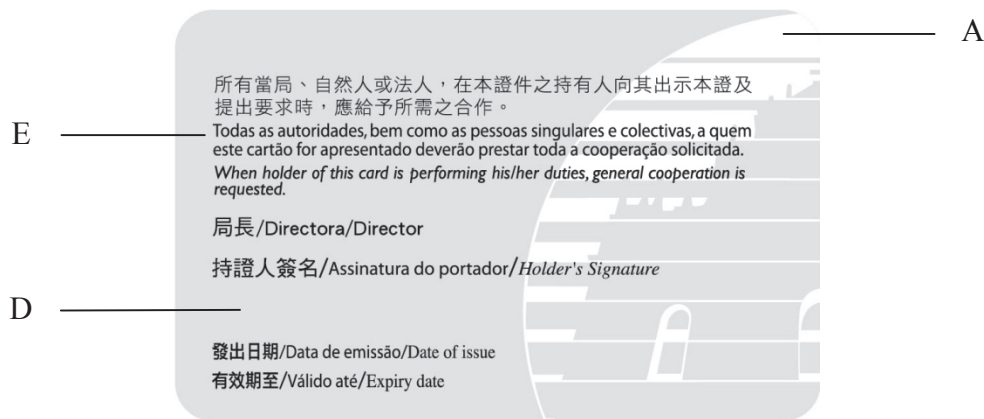 A
所有當局、自然人或法人，在本證件之持有人向其出示本證及
提出要求時，應給予所需之合作。
E
Todas as autoridades, bem como as pessoas singulares e colectivas, a quem
este cartão for apresentado deverão prestar toda a cooperação solicitada.
When holder of this card is performing his/her duties, general cooperation is
requested.
局長/Directora/Director
持證人簽名/Assinatura do portador/Holder's Signature
D
發出日期/Data de emissão/Date of issue
有效期至/Válido até/Expiry date